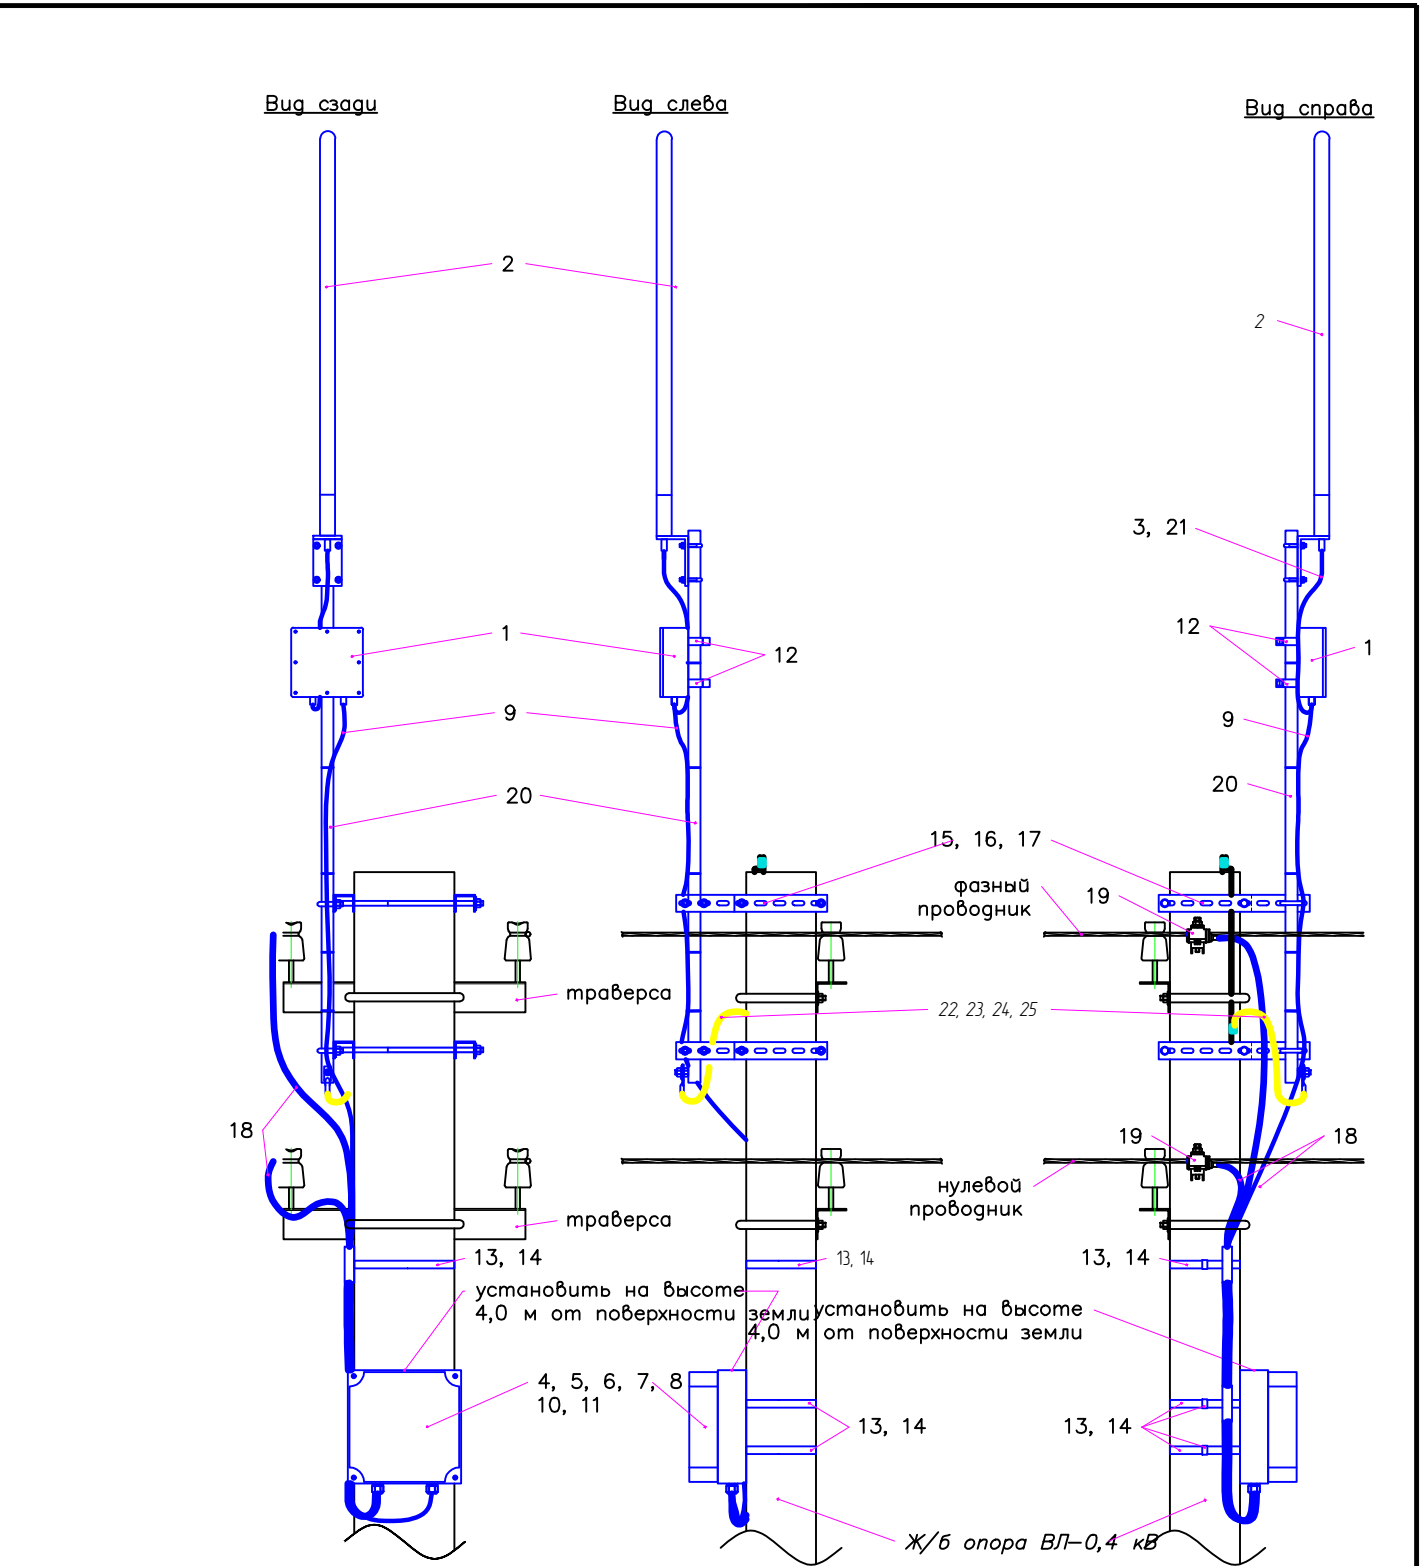 Вид сзади
Вид слева
Вид справа
2
2
3, 21
1
12
12
1
9
9
20
20
15, 16, 17
фазный
проводник
19
траверса
22, 23, 24, 25
18
19
18
нулевой
проводник
траверса
13, 14
13, 14
13, 14
установить на высоте
4,0 м от поверхности земли
установить на высоте
4,0 м от поверхности земли
4, 5, 6, 7, 8
10, 11
13, 14
13, 14
Ж/б опора ВЛ-0,4 кВ